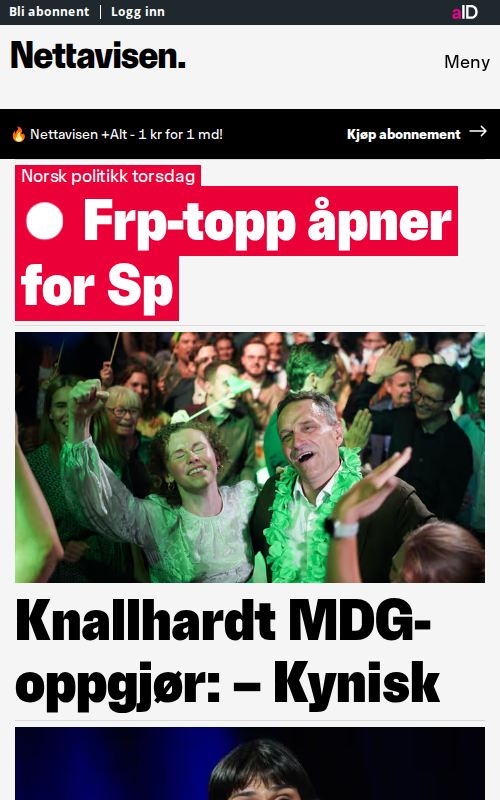 Bli abonnent | Logg inn
aID
Nettavisen.
Meny
🔥 Nettavisen +Alt - 1 kr for 1 md!
Kjøp abonnement →
Norsk politikk torsdag
Frp-topp åpner
for Sp
Knallhardt MDG-
oppgjør: – Kynisk